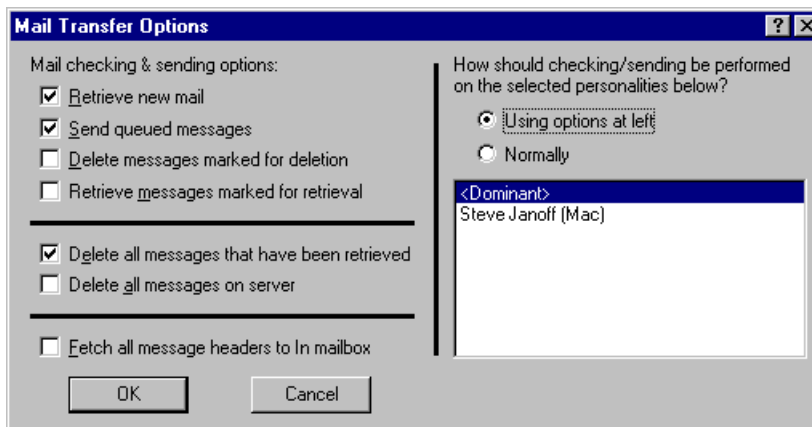 Mail Transfer Options
Mail checking & sending options:
Retrieve new mail
Send queued messages
Delete messages marked for deletion
Retrieve messages marked for retrieval
Delete all messages that have been retrieved
Delete all messages on server
Fetch all message headers to In mailbox
OK
Cancel
How should checking/sending be performed
on the selected personalities below?
Using options at left
Normally
<Dominant>
Steve Janoff (Mac)